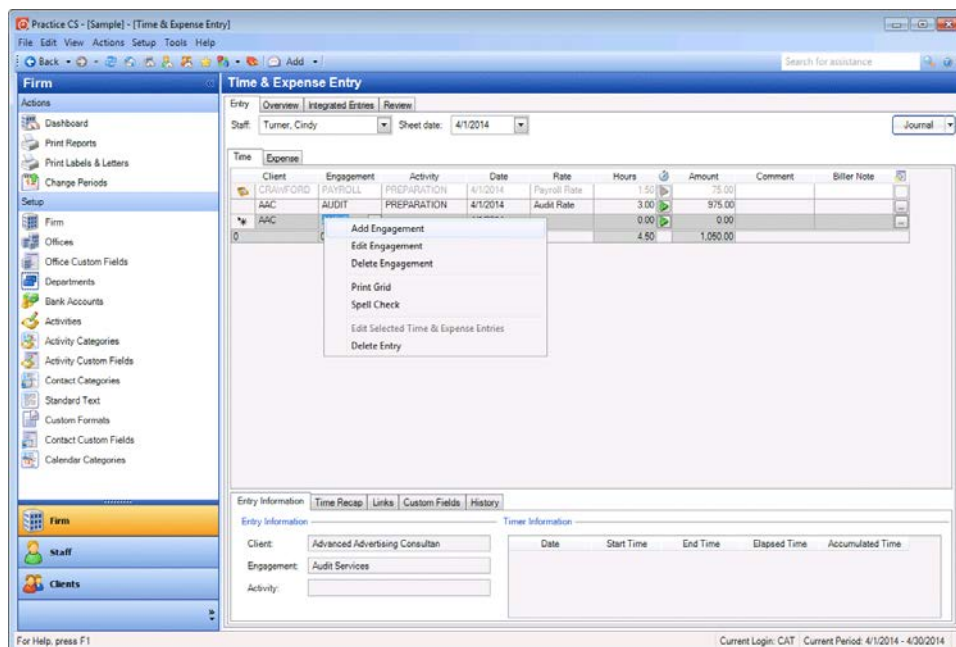 Practice CS - [Sample] - [Time & Expense Entry]
File Edit View Actions Setup Tools Help
Back Add Search for assistance
Firm
Time & Expense Entry
Actions
Entry Overview Integrated Entries Review
Dashboard
Staff: Turner, Cindy Sheet date: 4/1/2014 Journal
Print Reports
Print Labels & Letters
Change Periods
Time Expense
Client Engagement Activity Date Rate Hours Amount Comment Biller Note
CRAWFORD PAYROLL PREPARATION 4/1/2014 Payroll Rate 1.50 75.00
AAC AUDIT PREPARATION 4/1/2014 Audit Rate 3.00 975.00
AAC 0.00 0.00
0 4.50 1,050.00
Add Engagement
Edit Engagement
Delete Engagement
Print Grid
Spell Check
Edit Selected Time & Expense Entries
Delete Entry
Setup
Firm
Offices
Office Custom Fields
Departments
Bank Accounts
Activities
Activity Categories
Activity Custom Fields
Contact Categories
Standard Text
Custom Formats
Contact Custom Fields
Calendar Categories
Firm
Staff
Clients
Entry Information Time Recap Links Custom Fields History
Entry Information
Client: Advanced Advertising Consultan
Engagement: Audit Services
Activity:
Timer Information
Date Start Time End Time Elapsed Time Accumulated Time
For Help, press F1
Current Login: CAT Current Period: 4/1/2014 - 4/30/2014